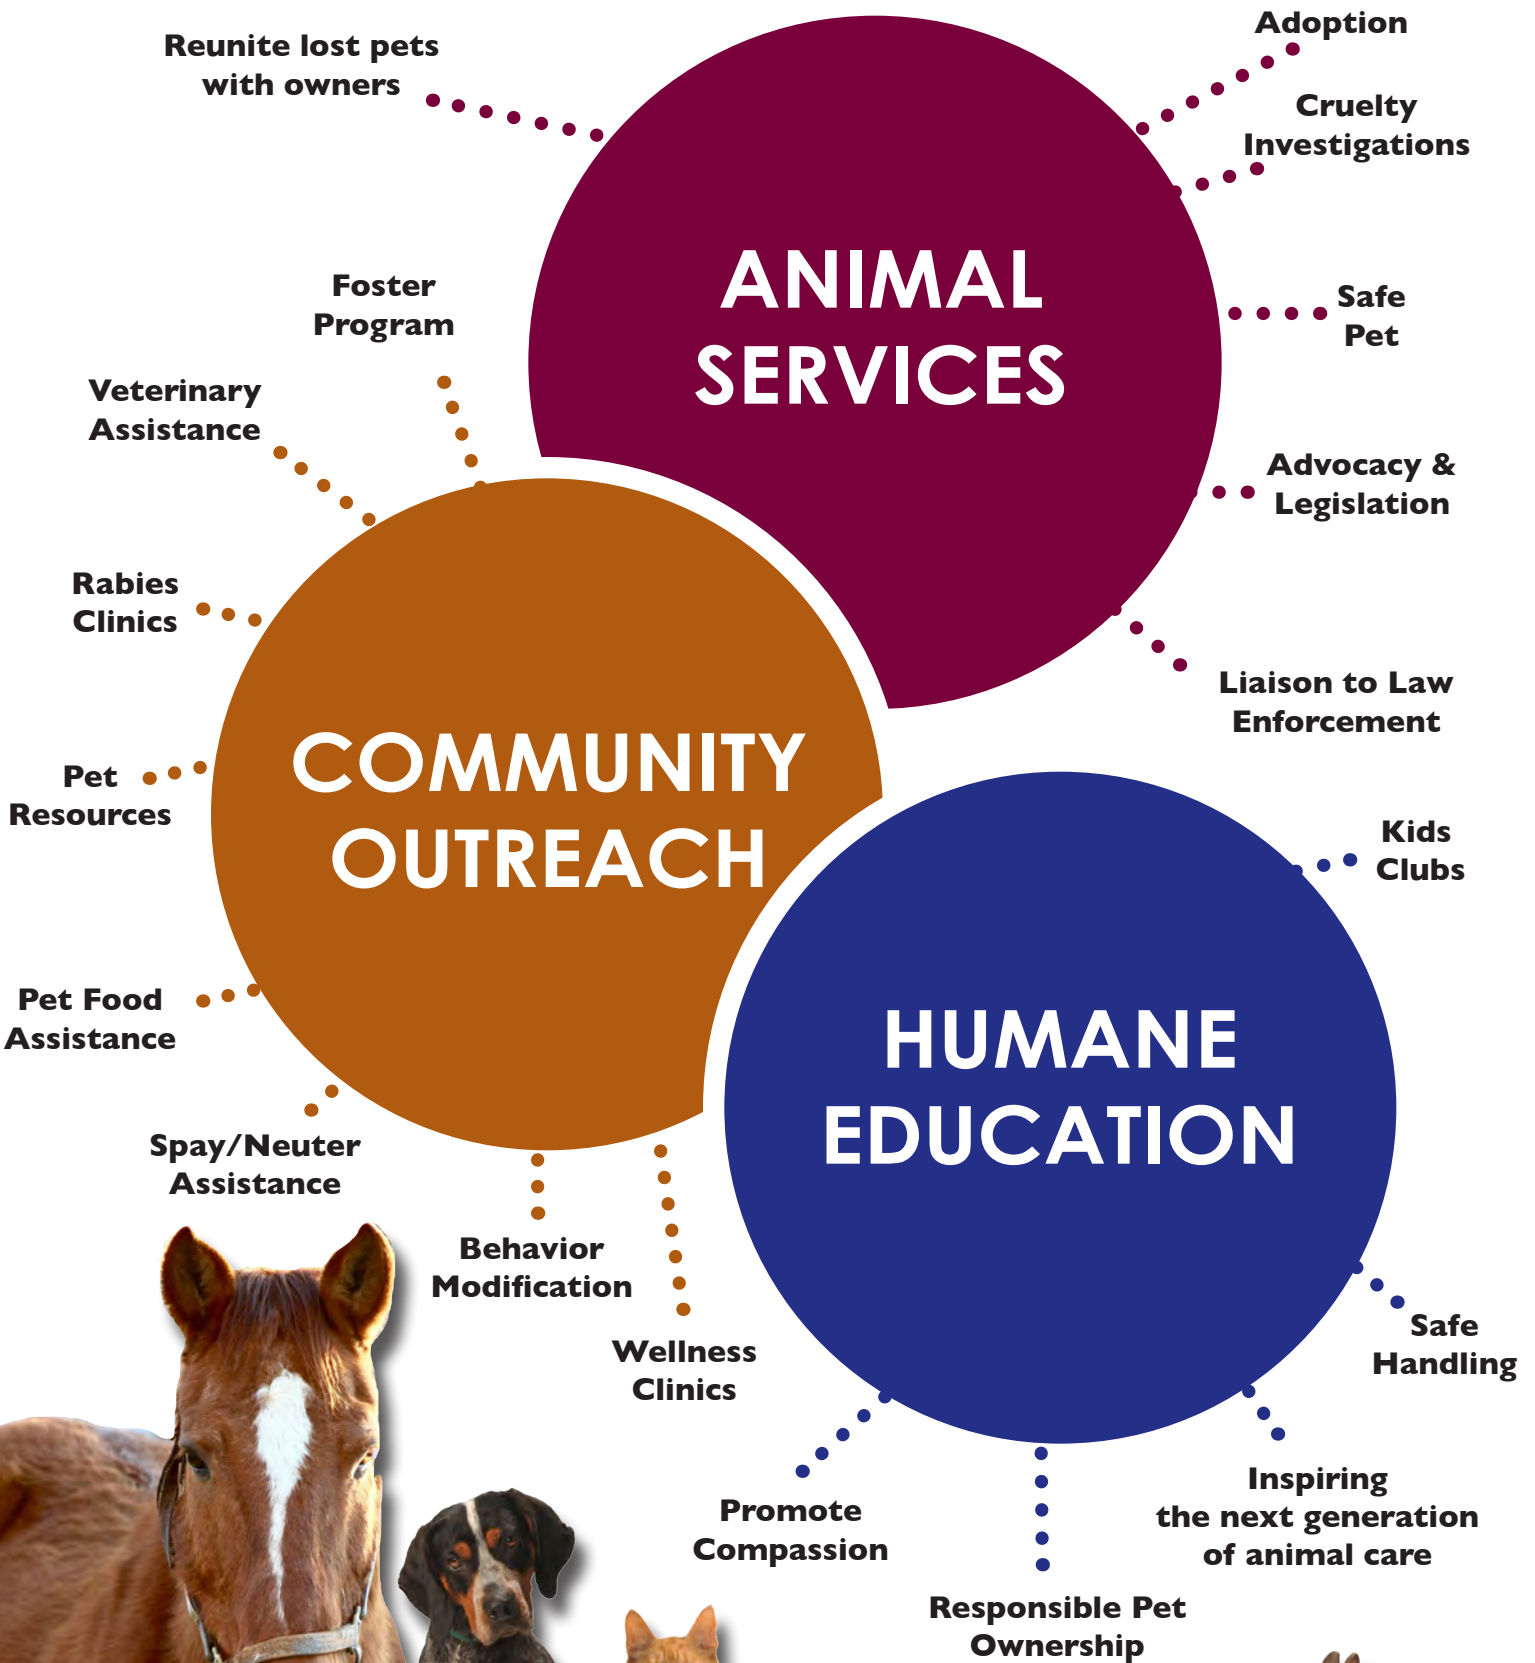 Reunite lost pets
with owners
Adoption
Cruelty
Investigations
Safe
Pet
Advocacy &
Legislation
Liaison to Law
Enforcement
ANIMAL
SERVICES
Foster
Program
Veterinary
Assistance
Rabies
Clinics
Pet
Resources
Pet Food
Assistance
Spay/Neuter
Assistance
Behavior
Modification
Wellness
Clinics
COMMUNITY
OUTREACH
Kids
Clubs
HUMANE
EDUCATION
Safe
Handling
Inspiring
the next generation
of animal care
Responsible Pet
Ownership
Promote
Compassion